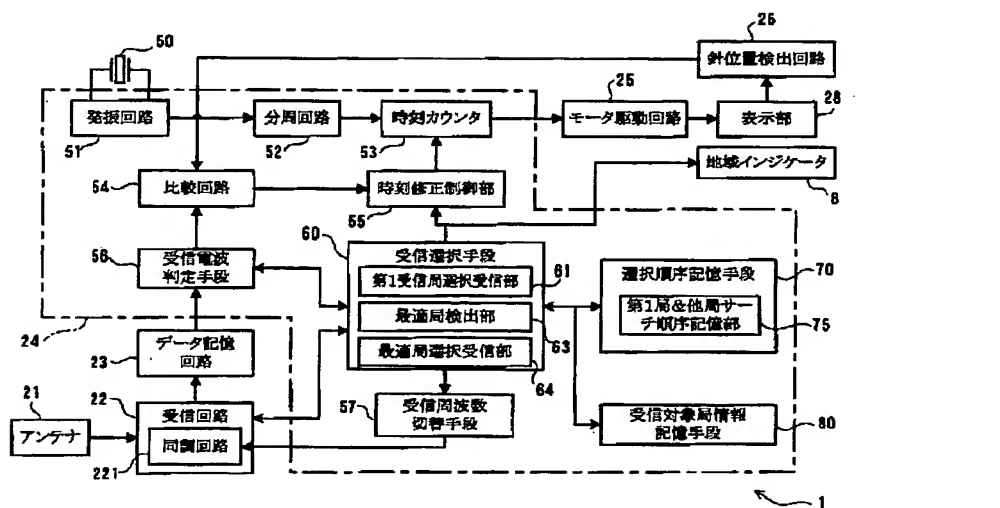 26
50
針位置検出回路
25
発振回路
分周回路
時刻カウンタ
モータ駆動回路
表示部
51
52
53
28
地域インジケータ
54
比較回路
時刻修正制御部
8
55
60
56
受信電波
判定手段
受信選択手段
第1受信局選択受信部
61
選択順序記憶手段
70
第1局&他局サー
チ順序記憶部
最適局検出部
24
63
75
データ記憶
回路
23
最適局選択受信部
64
21
22
57
受信周波数
切替手段
受信対象局情報
記憶手段
80
アンテナ
受信回路
同調回路
221
1